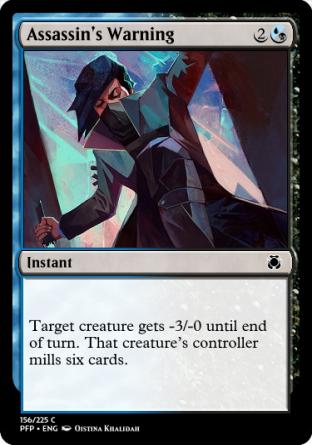 Assassin's Warning 2
Instant
Target creature gets -3/-0 until end
of turn. That creature's controller
mills six cards.
156/225 C
PFP • ENG Oistina Khalidah